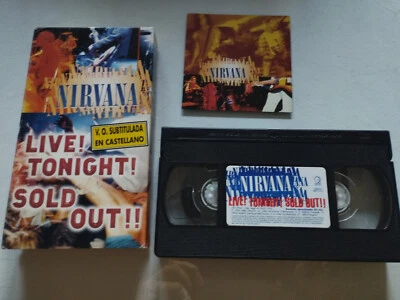 NIRVANA
V. O. SUBTITULADA
EN CASTELLANO
LIVE!
TONIGHT!
SOLD
OUT!!
NIRVANA
NIRVANA
LIVE! TONIGHT! SOLD OUT!!